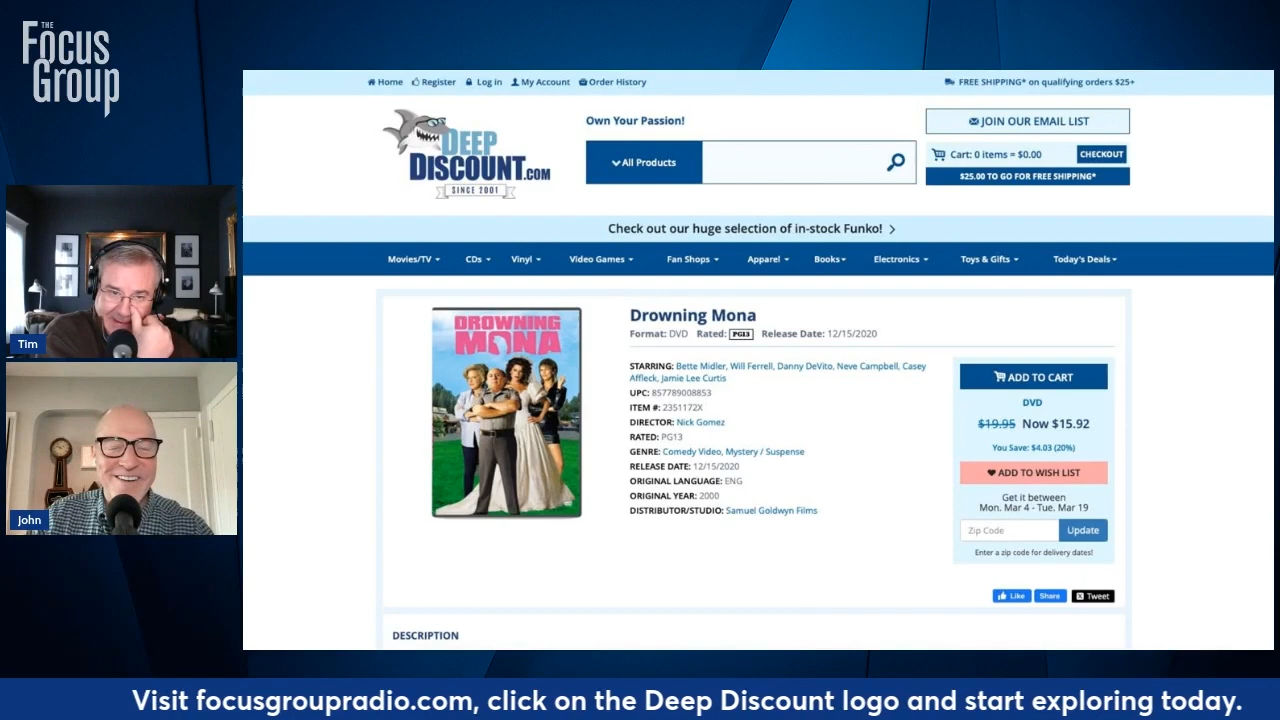 THE
FOCUS
Group
Home Register Log in My Account Order History
FREE SHIPPING* on qualifying orders $25+
DEEP
DISCOUNT.COM
SINCE 2001
Own Your Passion!
All Products
JOIN OUR EMAIL LIST
Cart: 0 items = $0.00 CHECKOUT
$25.00 TO GO FOR FREE SHIPPING*
Check out our huge selection of in-stock Funko!
Movies/TV CDs Vinyl Video Games Fan Shops Apparel Books Electronics Toys & Gifts Today's Deals
DROWNING
MONA
Drowning Mona
Format: DVD Rated: PG13 Release Date: 12/15/2020
STARRING: Bette Midler, Will Ferrell, Danny DeVito, Neve Campbell, Casey
Affleck, Jamie Lee Curtis
UPC: 857789008853
ITEM #: 2351172X
DIRECTOR: Nick Gomez
RATED: PG13
GENRE: Comedy Video, Mystery / Suspense
RELEASE DATE: 12/15/2020
ORIGINAL LANGUAGE: ENG
ORIGINAL YEAR: 2000
DISTRIBUTOR/STUDIO: Samuel Goldwyn Films
ADD TO CART
DVD
$19.95 Now $15.92
You Save: $4.03 (20%)
ADD TO WISH LIST
Get it between
Mon. Mar 4 - Tue. Mar 19
Zip Code Update
Enter a zip code for delivery dates!
Like Share Tweet
DESCRIPTION
Tim
John
Visit focusgroupradio.com, click on the Deep Discount logo and start exploring today.